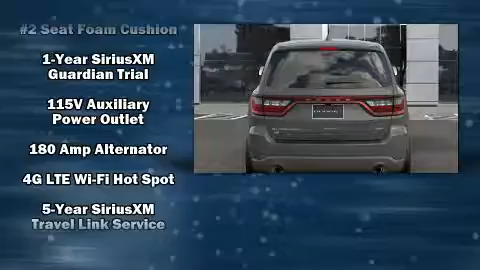 #2 Seat Foam Cushion
1-Year SiriusXM
Guardian Trial
115V Auxiliary
Power Outlet
180 Amp Alternator
4G LTE Wi-Fi Hot Spot
5-Year SiriusXM
Travel Link Service